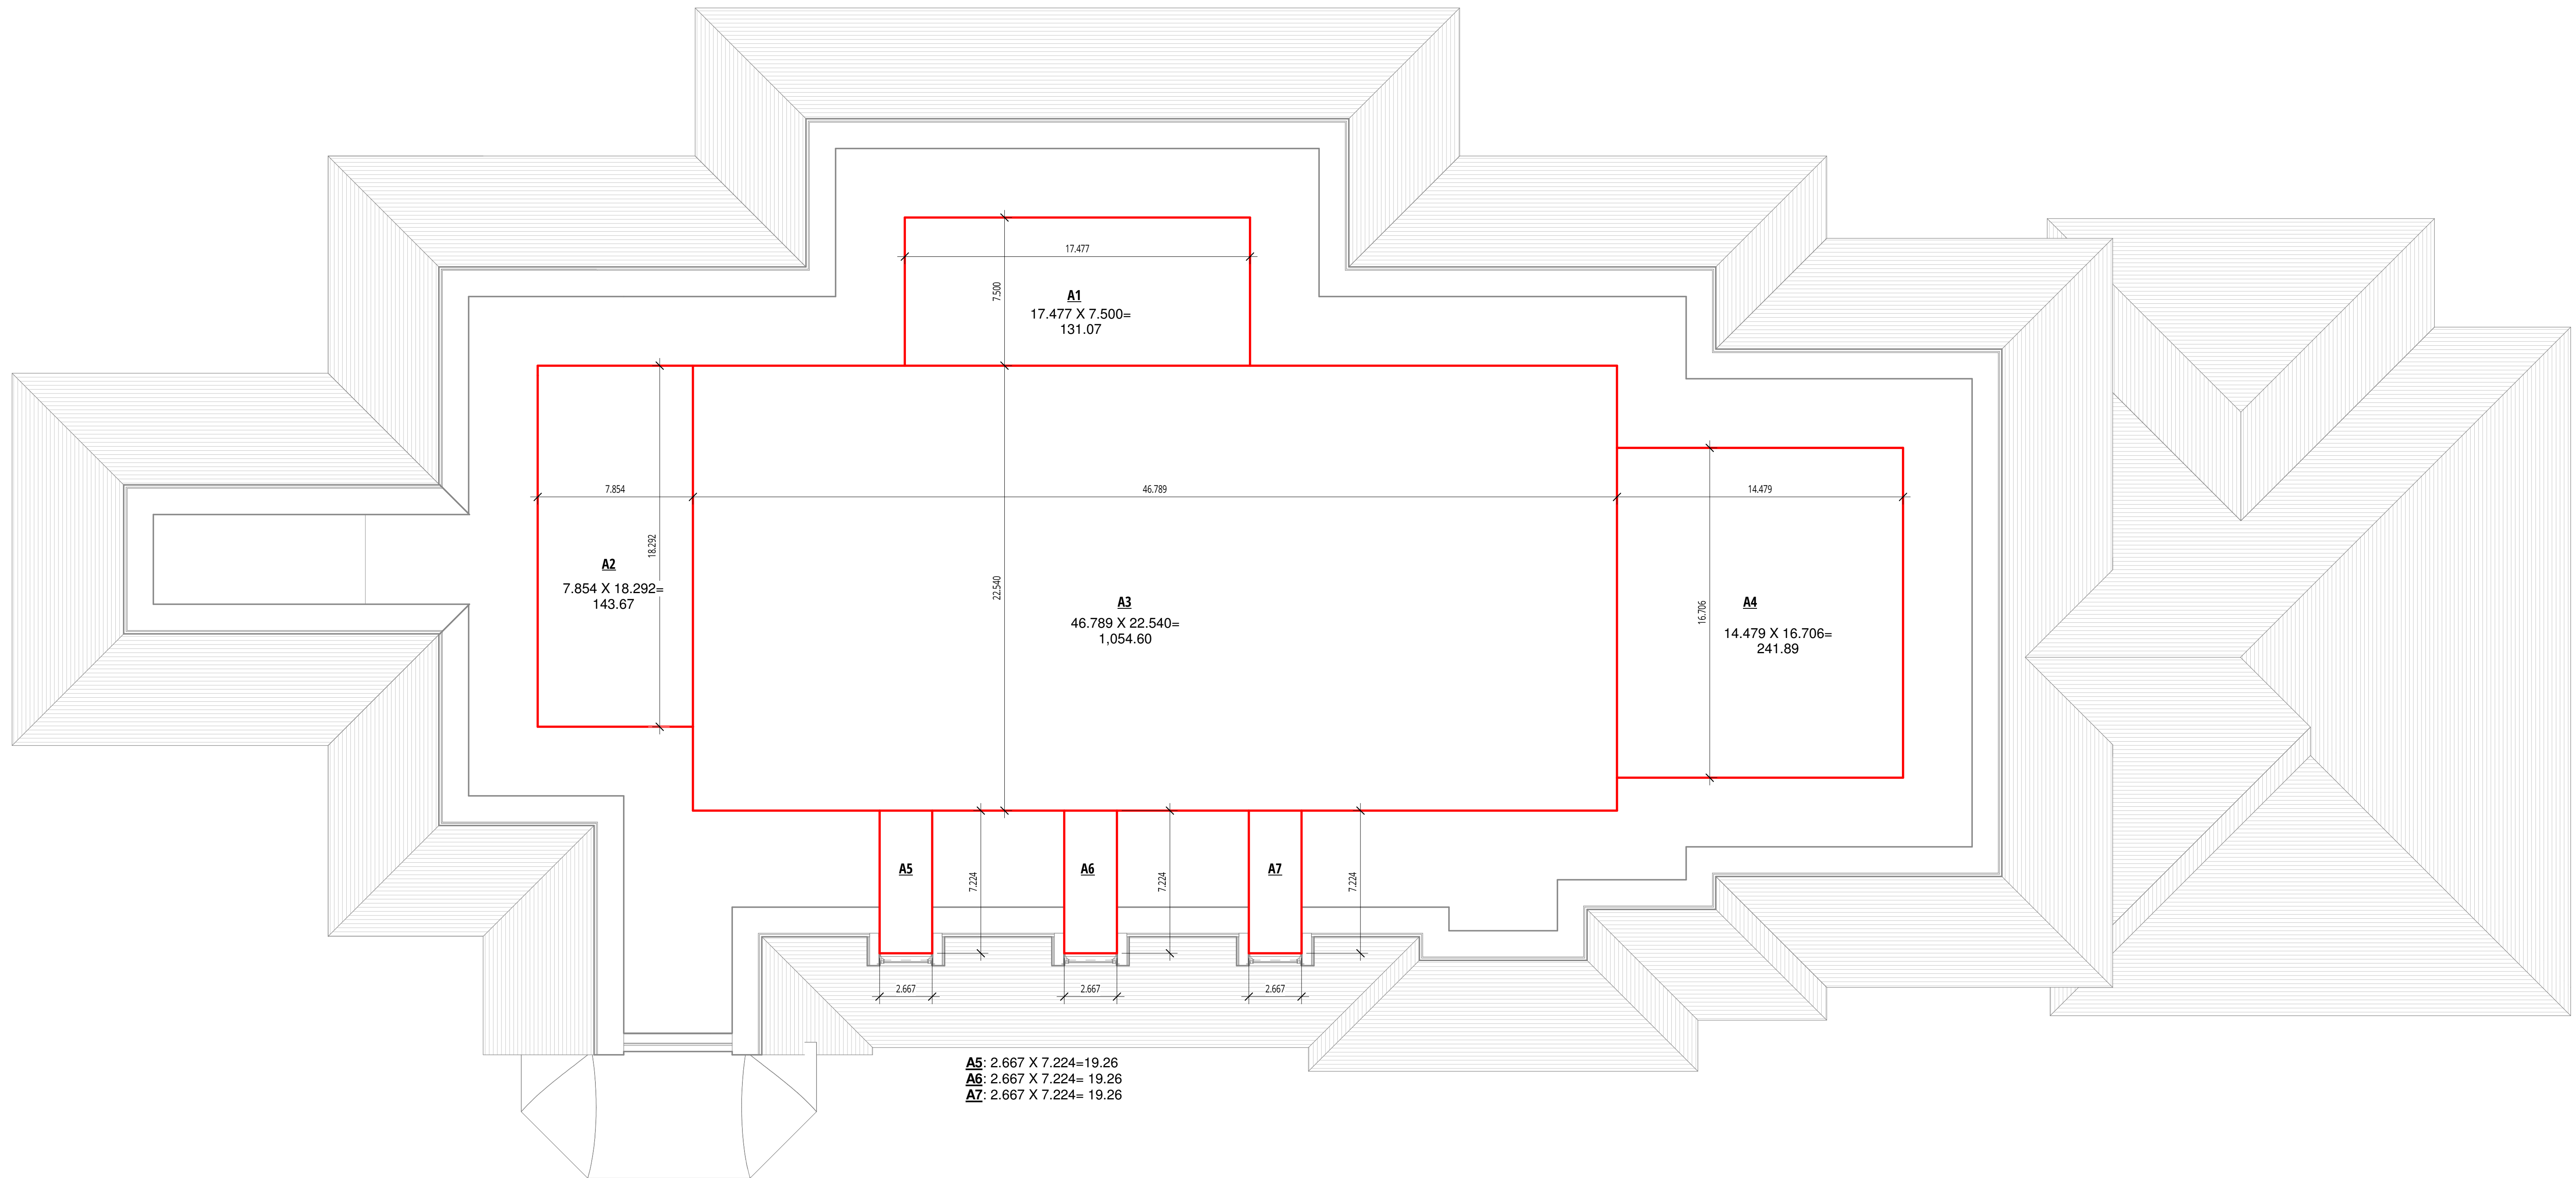 17.477
7.500
A1
17.477 X 7.500=
131.07
7.854
46.789
14.479
18.292
A2
7.854 X 18.292=
143.67
22.540
A3
46.789 X 22.540=
1,054.60
16.706
A4
14.479 X 16.706=
241.89
A5
7.224
A6
7.224
A7
7.224
2.667
2.667
2.667
A5: 2.667 X 7.224=19.26
A6: 2.667 X 7.224= 19.26
A7: 2.667 X 7.224= 19.26